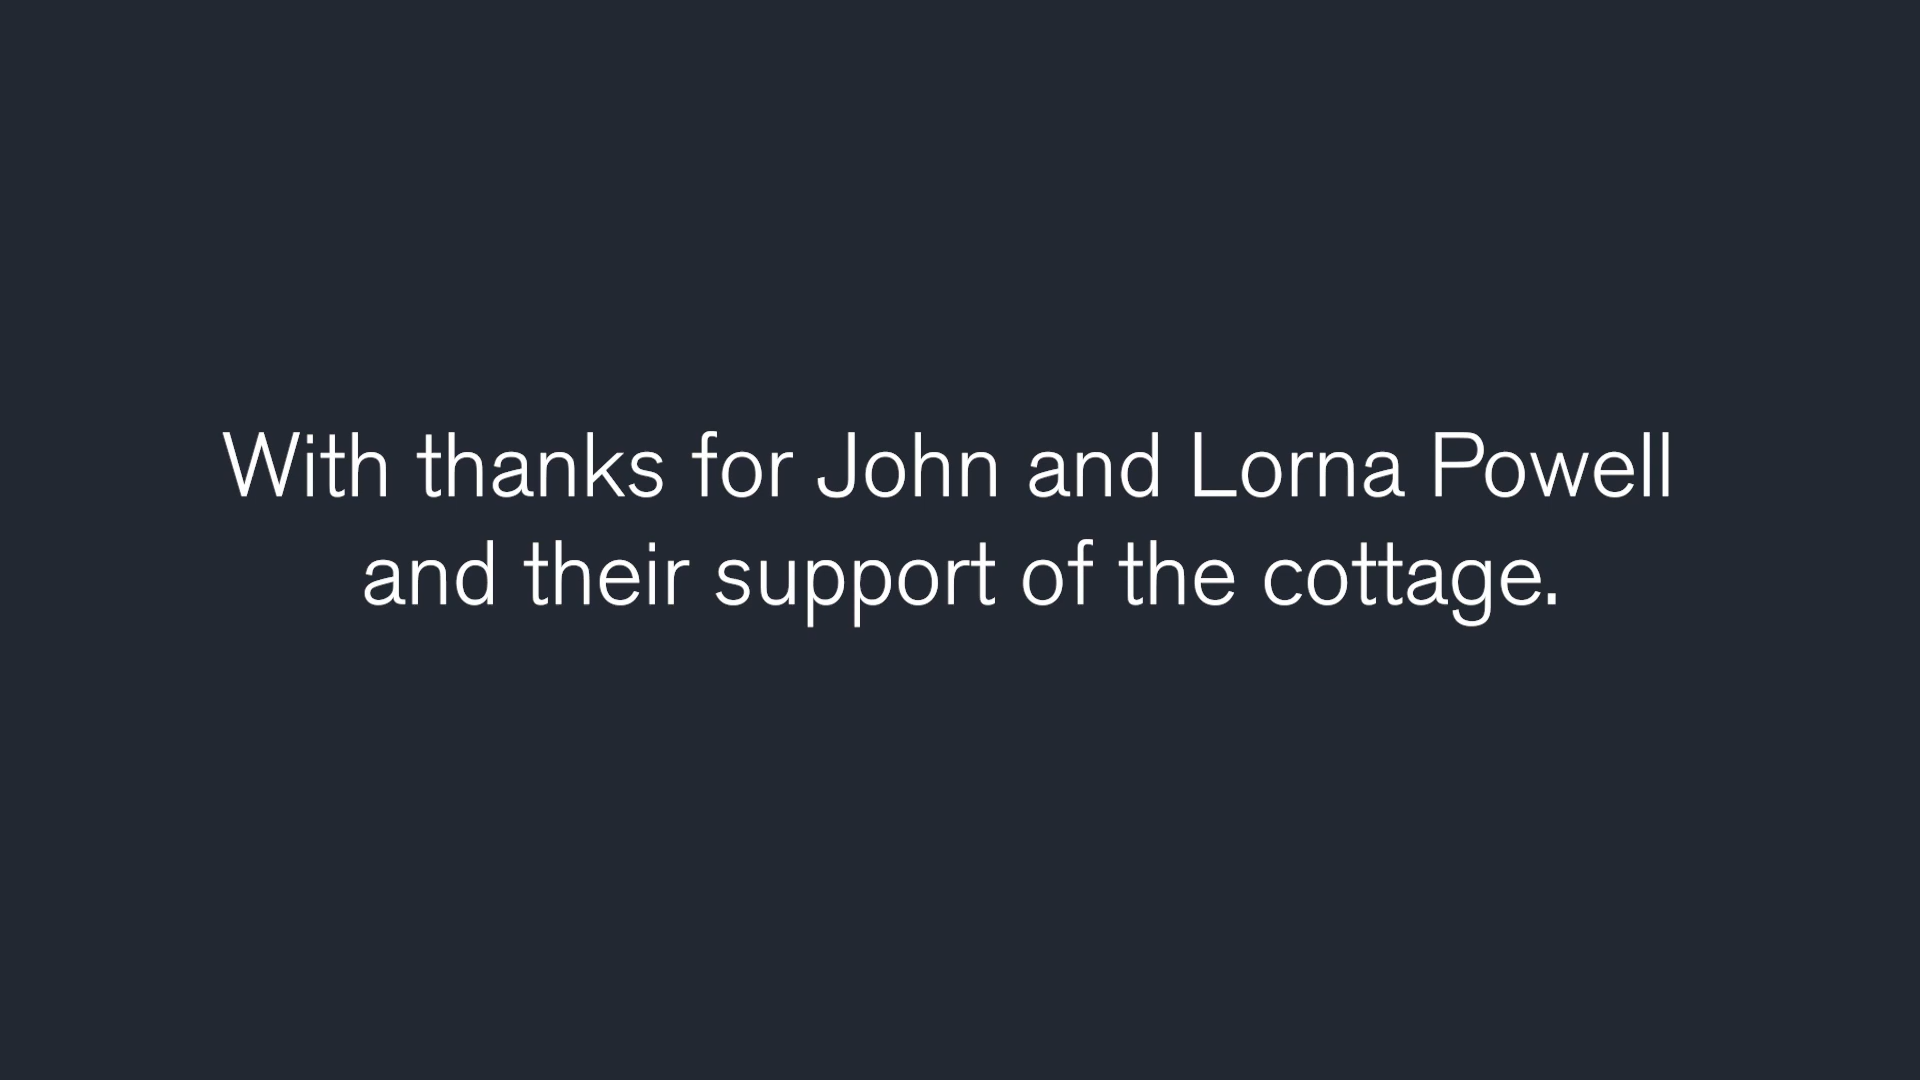 With thanks for John and Lorna Powell
and their support of the cottage.